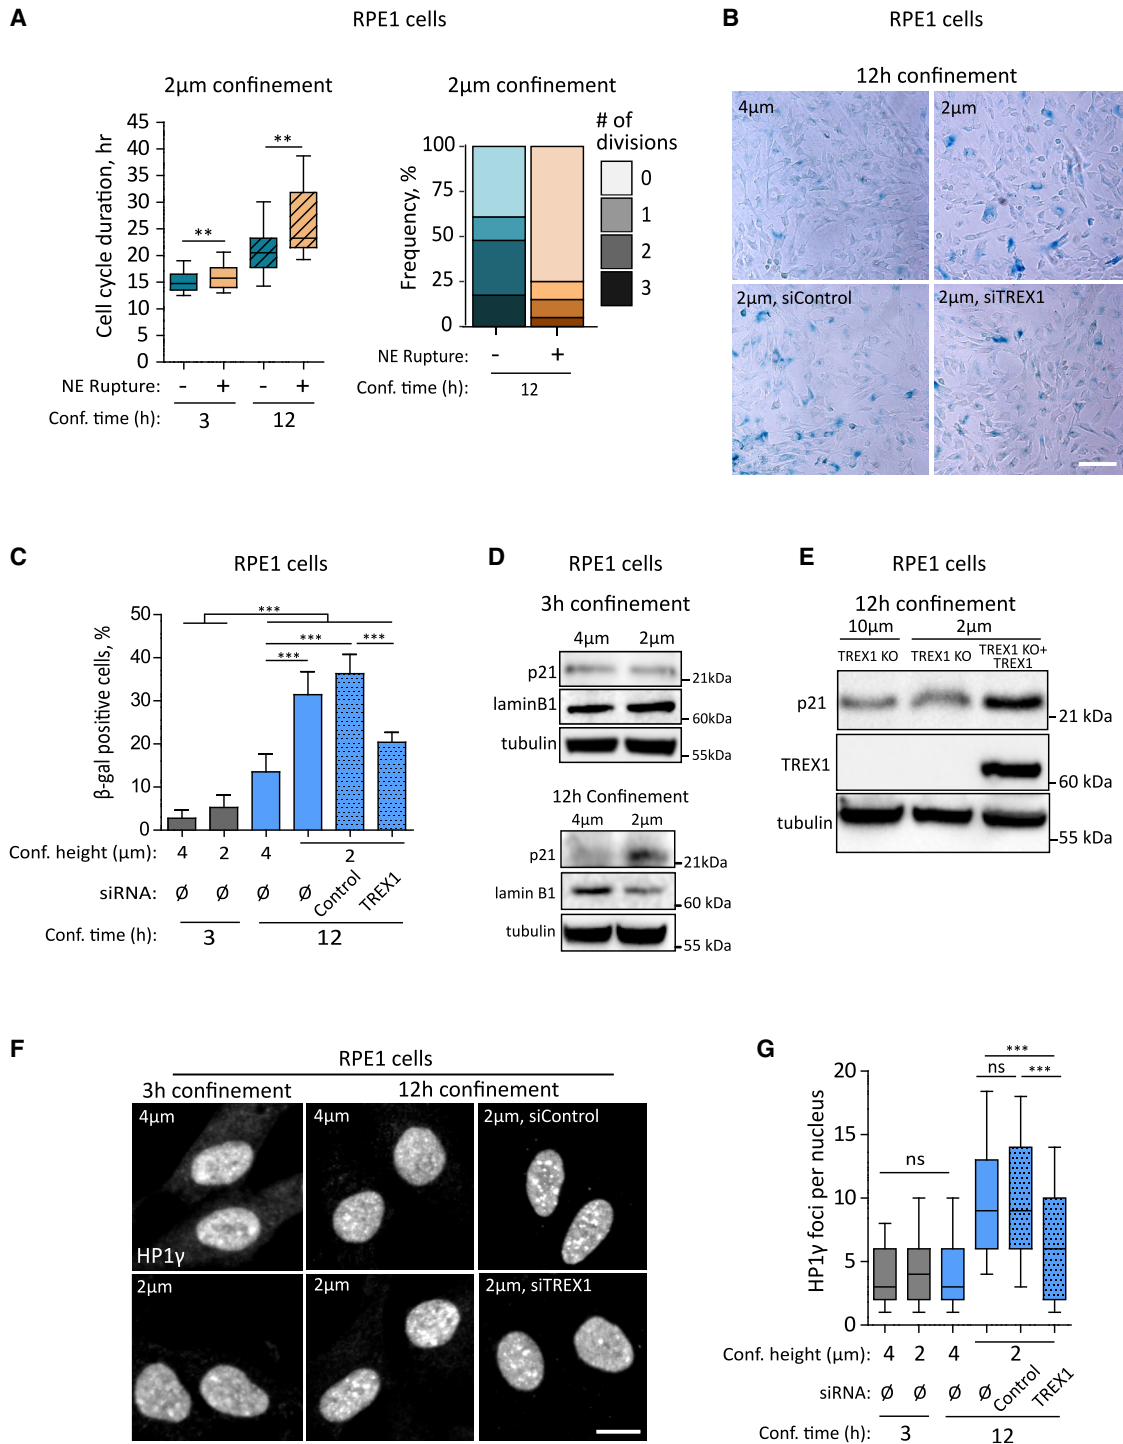 A
RPE1 cells
2µm confinement
2µm confinement
Cell cycle duration, hr
45
40
35
30
25
20
15
10
5
0
**
**
NE Rupture: - + - +
Conf. time (h): 3 12
Frequency, %
100
75
50
25
0
# of
divisions
0
1
2
3
NE Rupture: - +
Conf. time (h): 12
B
RPE1 cells
12h confinement
4µm
2µm
2µm, siControl
2µm, siTREX1
C
RPE1 cells
β-gal positive cells, %
50
40
30
20
10
0
***
***
***
***
Conf. height (µm): 4 2 4 2
siRNA: Ø Ø Ø Ø Control TREX1
Conf. time (h): 3 12
D
RPE1 cells
3h confinement
4µm 2µm
p21
21kDa
laminB1
60kDa
tubulin
55kDa
12h Confinement
4µm 2µm
p21
21kDa
lamin B1
60 kDa
tubulin
55 kDa
E
RPE1 cells
12h confinement
10µm 2µm
TREX1 KO TREX1 KO TREX1 KO+
TREX1
p21
21 kDa
TREX1
60 kDa
tubulin
55 kDa
F
RPE1 cells
3h confinement 12h confinement
4µm
4µm
2µm, siControl
HP1γ
2µm
2µm
2µm, siTREX1
G
HP1γ foci per nucleus
20
15
10
5
0
ns
***
ns
***
Conf. height (µm): 4 2 4 2
siRNA: Ø Ø Ø Ø Control TREX1
Conf. time (h): 3 12